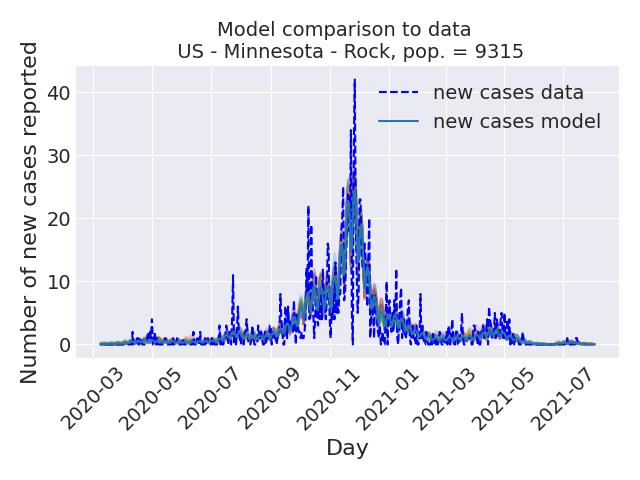 Model comparison to data
US - Minnesota - Rock, pop. = 9315
Number of new cases reported
40
30
20
10
0
new cases data
new cases model
2020-03
2020-05
2020-07
2020-09
2020-11
2021-01
2021-03
2021-05
2021-07
Day